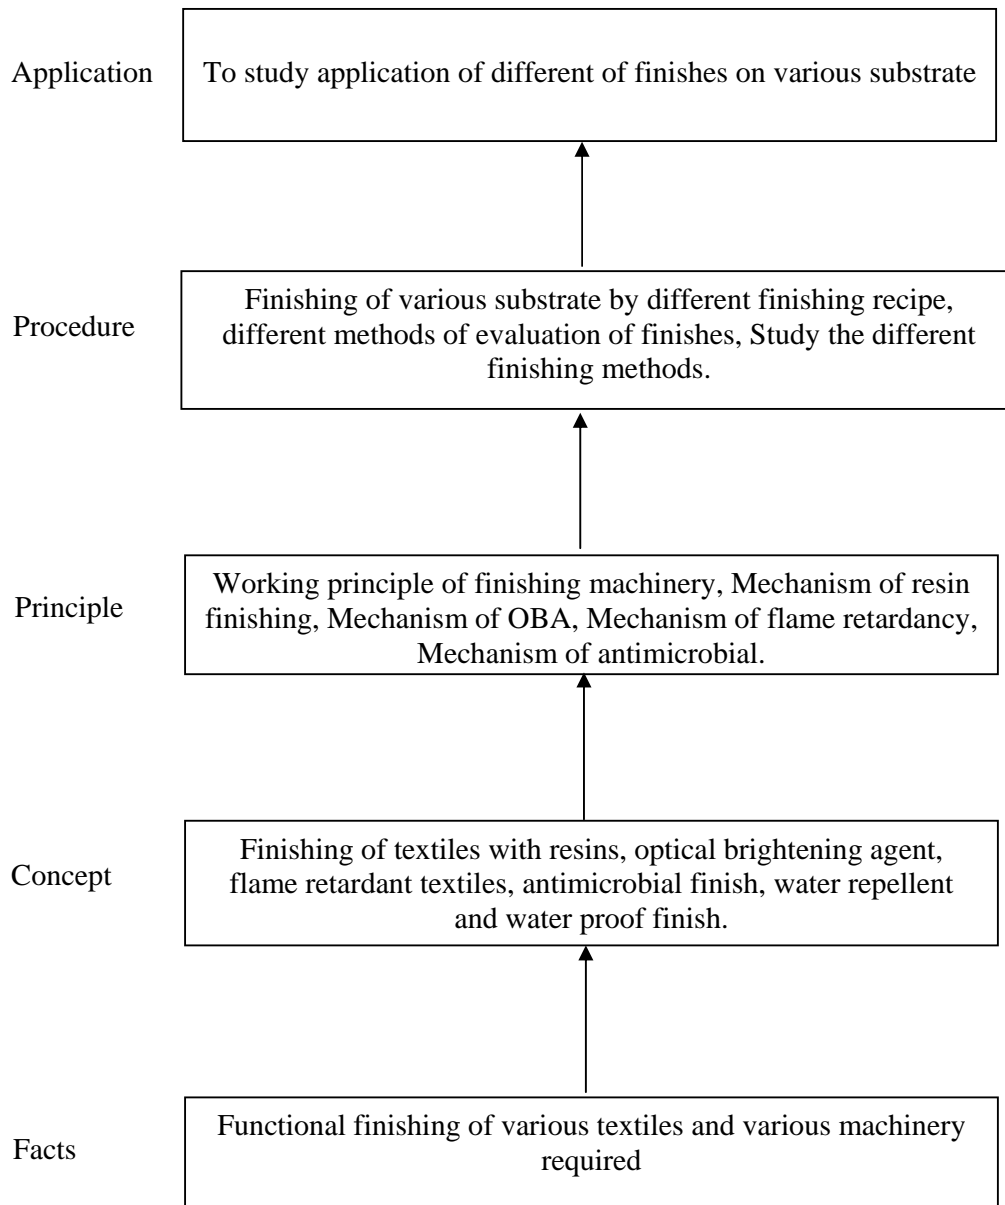 Application
To study application of different of finishes on various substrate
Procedure
Finishing of various substrate by different finishing recipe,
different methods of evaluation of finishes, Study the different
finishing methods.
Principle
Working principle of finishing machinery, Mechanism of resin
finishing, Mechanism of OBA, Mechanism of flame retardancy,
Mechanism of antimicrobial.
Concept
Finishing of textiles with resins, optical brightening agent,
flame retardant textiles, antimicrobial finish, water repellent
and water proof finish.
Facts
Functional finishing of various textiles and various machinery
required